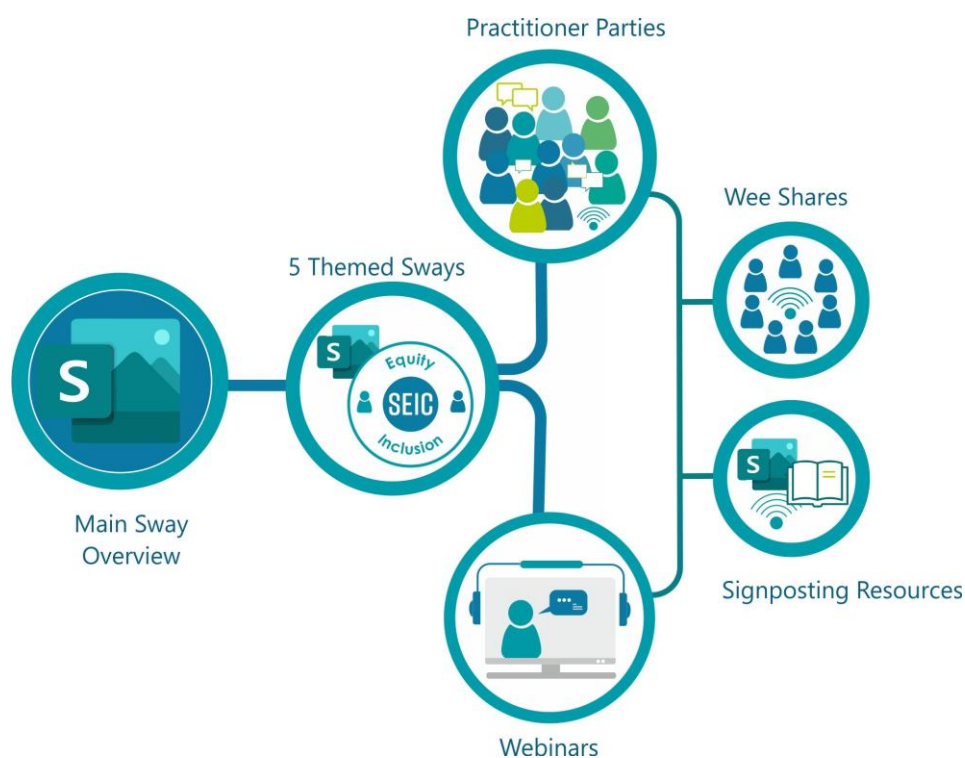 Practitioner Parties
Wee Shares
5 Themed Sways
S
Equity
SEIC
Inclusion
S
Main Sway
Overview
S
Signposting Resources
Webinars